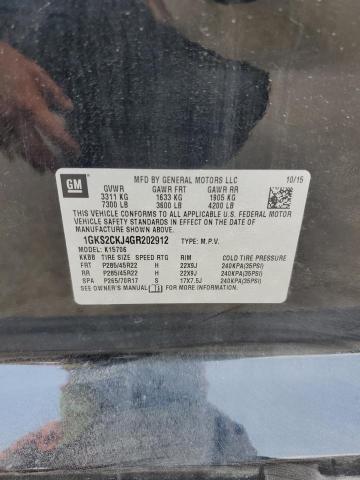 GM
MFD BY GENERAL MOTORS LLC 10/15
GVWR GAWR FRT GAWR RR
3311 KG 1633 KG 1905 KG
7300 LB 3600 LB 4200 LB
THIS VEHICLE CONFORMS TO ALL APPLICABLE U.S. FEDERAL MOTOR
VEHICLE SAFETY STANDARDS IN EFFECT ON THE DATE OF
MANUFACTURE SHOWN ABOVE.
1GKS2CKJ4GR202912 TYPE: M.P.V.
MODEL: K15706
KKBB TIRE SIZE SPEED RTG RIM COLD TIRE PRESSURE
FRT P285/45R22 H 22X9J 240KPA(35PSI)
RR P285/45R22 H 22X9J 240KPA(35PSI)
SPA P265/70R17 S 17X7.5J 240KPA(35PSI)
SEE OWNER'S MANUAL FOR MORE INFORMATION.